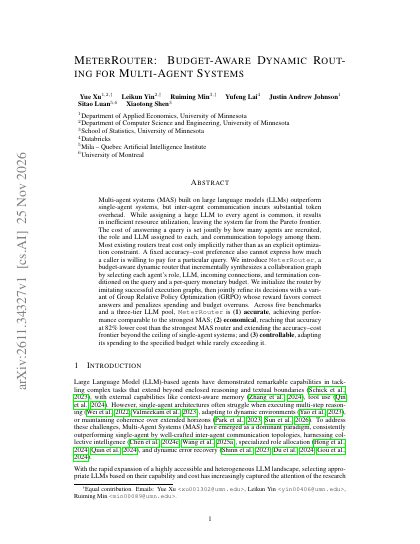 METERROUTER: BUDGET-AWARE DYNAMIC ROUT-
ING FOR MULTI-AGENT SYSTEMS
Yue Xu Leikun Yin Ruiming Min Yufeng Lai Justin Andrew Johnson
Sitao Luan Xiaotong Shen
1Department of Applied Economics, University of Minnesota
2Department of Computer Science and Engineering, University of Minnesota
3School of Statistics, University of Minnesota
4Databricks
5Mila – Quebec Artificial Intelligence Institute
6University of Montreal
arXiv:2611.34327v1 [cs.AI] 25 Nov 2026
ABSTRACT
Multi-agent systems (MAS) built on large language models (LLMs) outperform
single-agent systems, but inter-agent communication incurs substantial token
overhead. While assigning a large LLM to every agent is common, it results
in inefficient resource allocation, leaving the system far from the Pareto frontier.
The cost of answering a query is set jointly by how many agents are recruited,
the role and LLM assigned to each, and communication topology among them.
Most existing routers treat cost only implicitly rather than as an explicit optimiza-
tion constraint. A fixed accuracy–cost preference also cannot express how much
a caller is willing to pay for a particular query. We introduce MeterRouter, a
budget-aware dynamic router that incrementally synthesizes a collaboration graph
by selecting each agent's role, LLM, incoming connections, and termination con-
ditioned on the query and a per-query monetary budget. We initialize the router by
imitating successful execution graphs, then jointly refine its decisions with a vari-
ant of Group Relative Policy Optimization (GRPO) whose reward favors correct
answers and penalizes spending and budget overruns. Across five benchmarks
and a three-tier LLM pool, MeterRouter is (1) accurate, achieving perfor-
mance comparable to the strongest MAS; (2) economical, reaching that accuracy
at 82% lower cost than the strongest MAS router and extending the accuracy–cost
frontier beyond the ceiling of single-agent systems; and (3) controllable, adapting
its spending to the specified budget while rarely exceeding it.
1 INTRODUCTION
Large Language Model (LLM)-based agents have demonstrated remarkable capabilities in tack-
ling complex tasks that extend beyond enclosed reasoning and textual boundaries (Schick et al.,
2023), with external capabilities like context-aware memory (Zhang et al., 2024), tool use (Qin
et al., 2024). However, single-agent architectures often struggle when executing multi-step reason-
ing (Wei et al., 2022; Valmeekam et al., 2023), adapting to dynamic environments (Yao et al., 2023),
or maintaining coherence over extended horizons (Park et al., 2023; Sun et al., 2026). To address
these challenges, Multi-Agent Systems (MAS) have emerged as a dominant paradigm, consistently
outperforming single-agent by well-crafted inter-agent communication topologies, harnessing col-
lective intelligence (Chen et al., 2024c; Wang et al., 2025a), specialized role allocation (Hong et al.,
2024; Quan et al., 2024), and dynamic error recovery (Shinn et al., 2023; Du et al., 2024; Gou et al.,
2024).
With the rapid expansion of a highly accessible and heterogeneous LLM landscape, selecting appro-
priate LLMs based on their capability and cost has increasingly captured the attention of the research
Equal contribution. Emails: Yue Xu <xo001302@umn.edu>, Leikun Yin <yin00406@umn.edu>,
Ruiming Min <min00089@umn.edu>
1